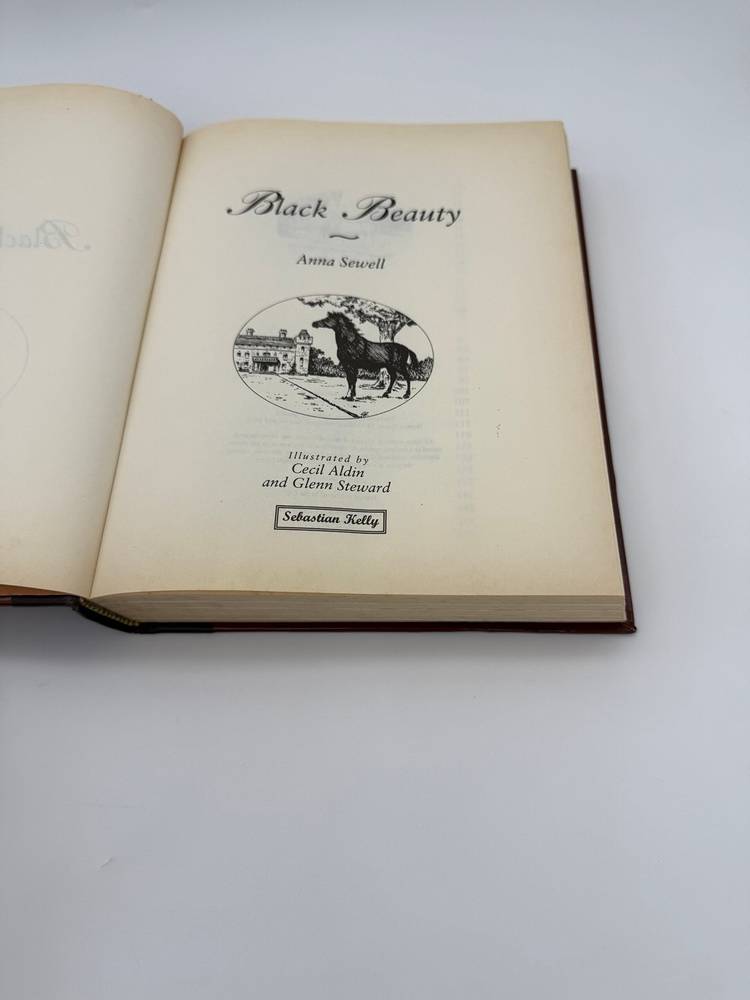 Black Beauty
Anna Sewell
Illustrated by
Cecil Aldin
and Glenn Steward
Sebastian Kelly